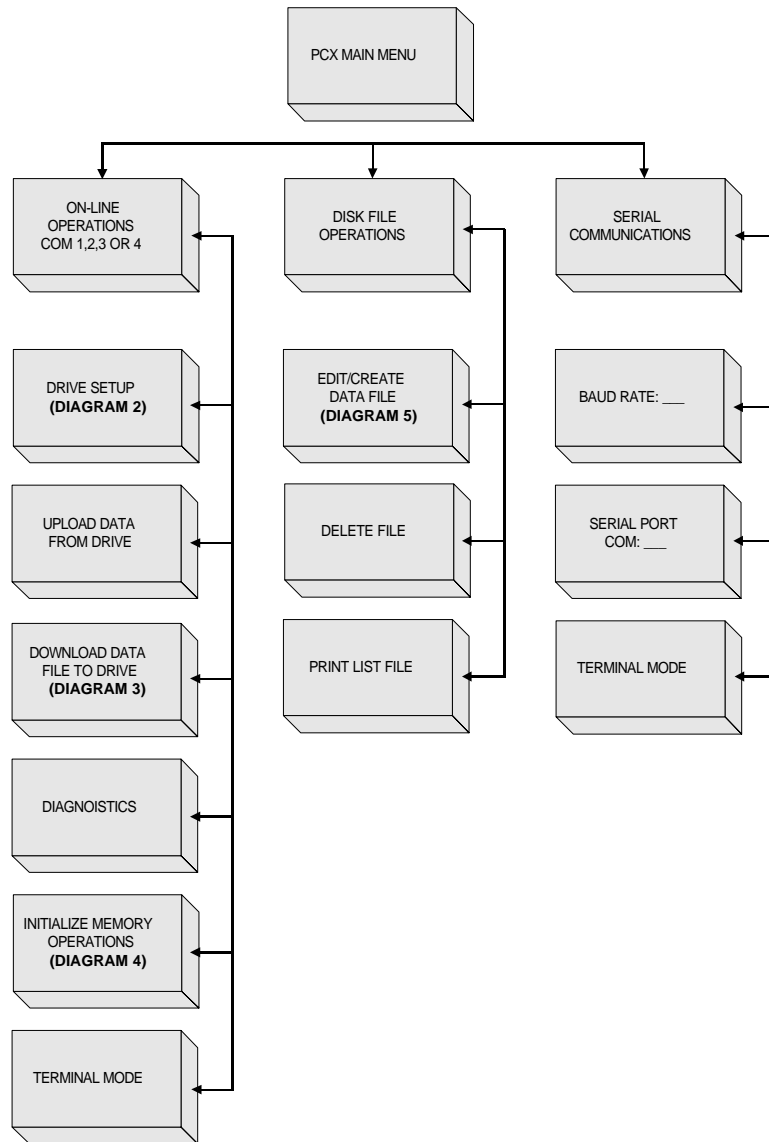 PCX MAIN MENU
ON-LINE
OPERATIONS
COM 1,2,3 OR 4
DRIVE SETUP
(DIAGRAM 2)
UPLOAD DATA
FROM DRIVE
DOWNLOAD DATA
FILE TO DRIVE
(DIAGRAM 3)
DIAGNOISTICS
INITIALIZE MEMORY
OPERATIONS
(DIAGRAM 4)
TERMINAL MODE
DISK FILE
OPERATIONS
EDIT/CREATE
DATA FILE
(DIAGRAM 5)
DELETE FILE
PRINT LIST FILE
SERIAL
COMMUNICATIONS
BAUD RATE: ___
SERIAL PORT
COM: ___
TERMINAL MODE